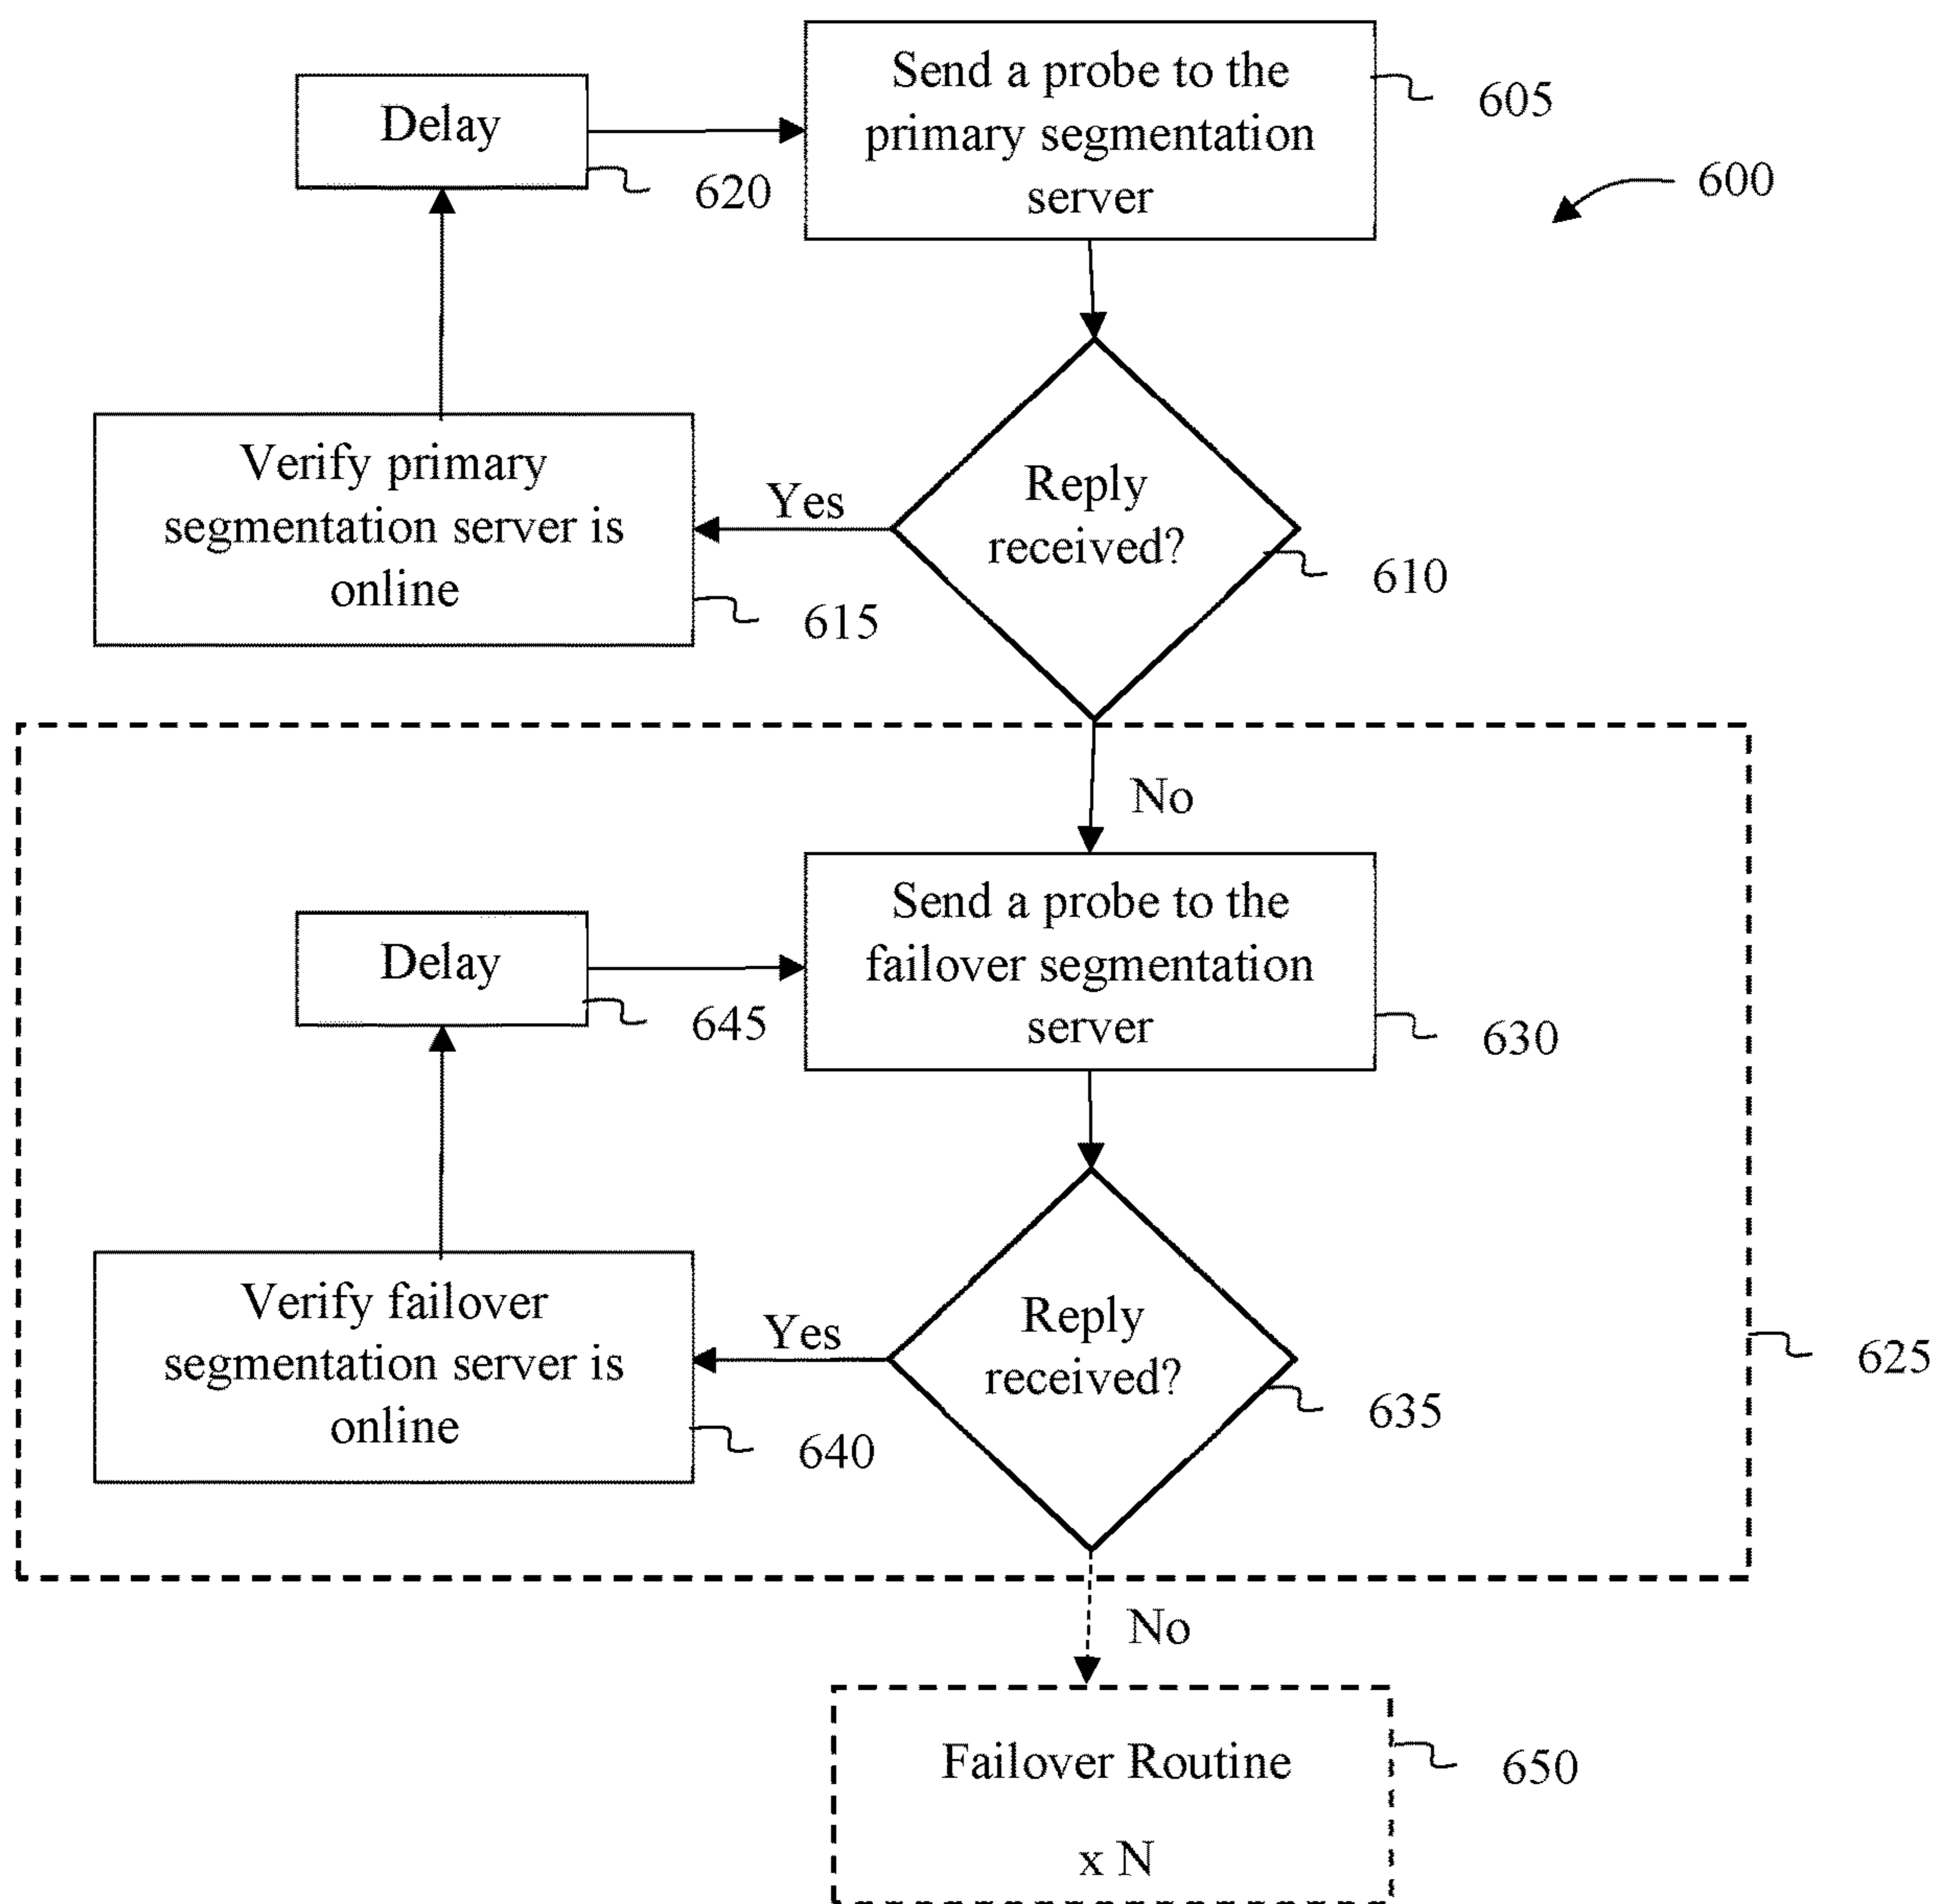 Send a probe to the
primary segmentation
server
605
Delay
620
600
Reply
received?
610
Yes
Verify primary
segmentation server is
online
615
No
Send a probe to the
failover segmentation
server
630
Delay
645
Reply
received?
635
Yes
Verify failover
segmentation server is
online
640
625
No
Failover Routine
x N
650